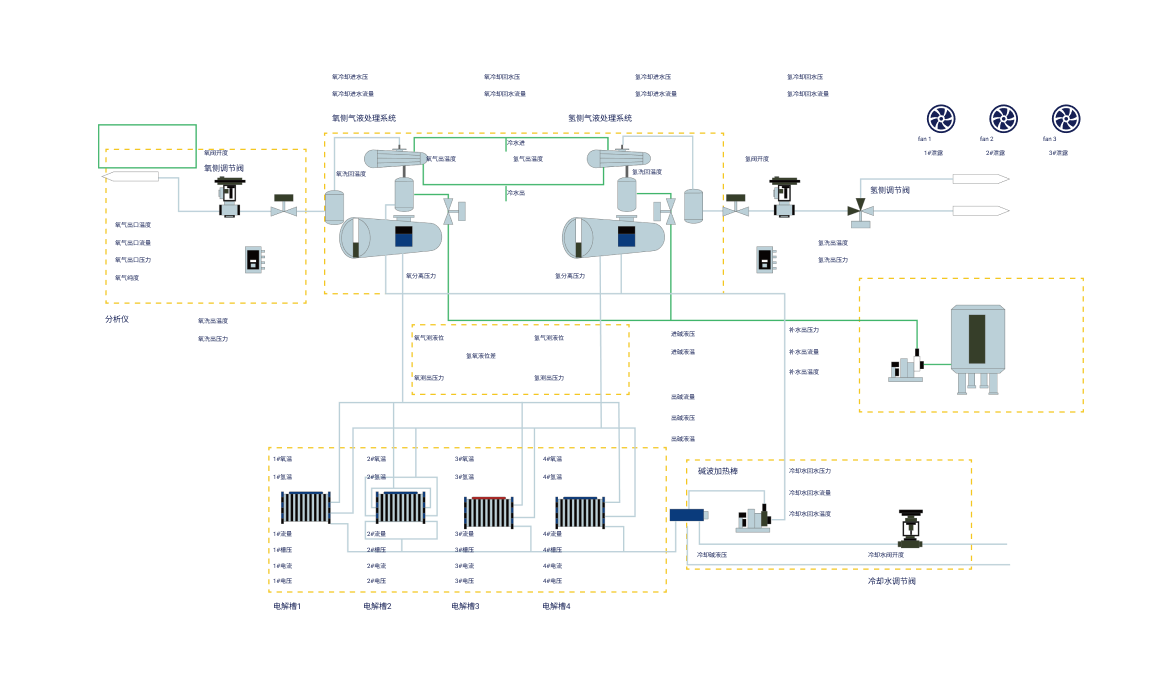 氧冷却进水压
氧冷却回水压
氢冷却进水压
氢冷却回水压
氧冷却进水流量
氧冷却回水流量
氢冷却进水流量
氢冷却回水流量
氧侧气液处理系统
氢侧气液处理系统
fan 1
fan 2
fan 3
1#泄露
2#泄露
3#泄露
冷水进
氧阀开度
氧气出温度
氢气出温度
氢阀开度
氧侧调节阀
氧洗回温度
氢洗回温度
冷水出
氢侧调节阀
氧气出口温度
氧气出口流量
氧气出口压力
氧气纯度
氢洗出温度
氢洗出压力
氧分离压力
氢分离压力
分析仪
氧洗出温度
氧洗出压力
氧气测液位
氢气测液位
氢氧液位差
氧测出压力
氢测出压力
进碱液压
进碱液温
补水出压力
补水出流量
补水出温度
出碱流量
出碱液压
出碱液温
1#氧温
2#氧温
3#氧温
4#氧温
1#氢温
2#氢温
3#氢温
4#氢温
碱波加热棒
冷却水回水压力
冷却水回水流量
冷却水回水温度
1#流量
2#流量
3#流量
4#流量
1#槽压
2#槽压
3#槽压
4#槽压
冷却碱液压
冷却水阀开度
1#电流
2#电流
3#电流
4#电流
1#电压
2#电压
3#电压
4#电压
冷却水调节阀
电解槽1
电解槽2
电解槽3
电解槽4